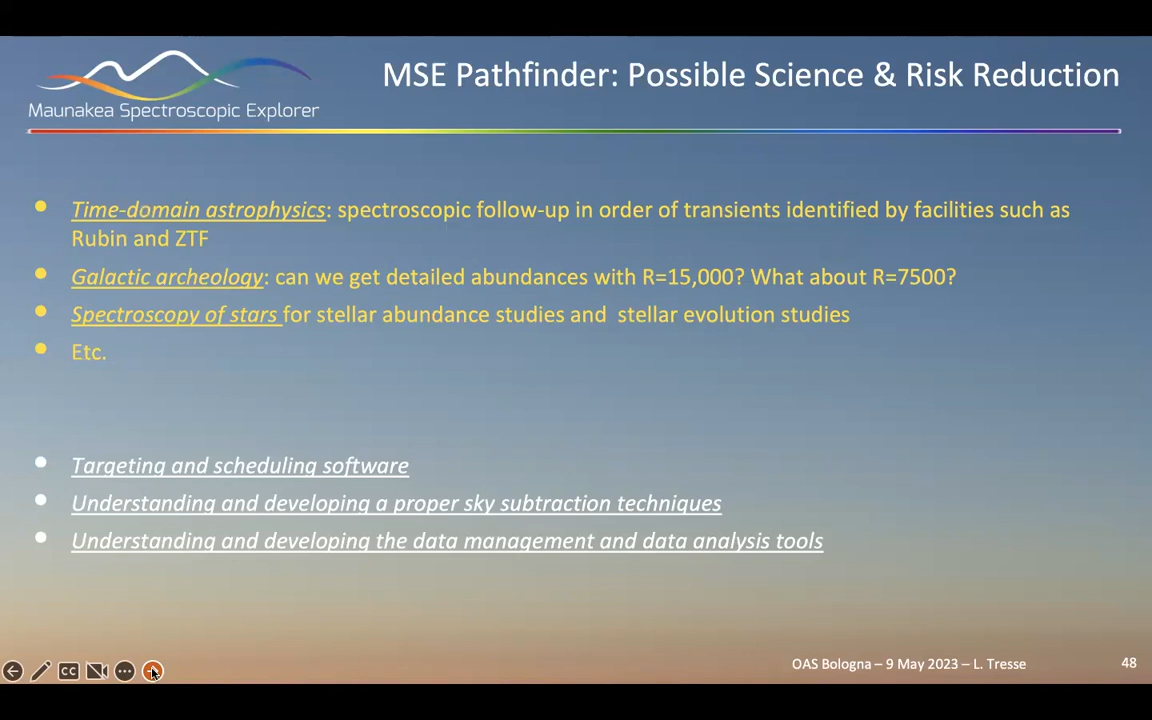 Maunakea Spectroscopic Explorer
MSE Pathfinder: Possible Science & Risk Reduction
Time-domain astrophysics: spectroscopic follow-up in order of transients identified by facilities such as
Rubin and ZTF
Galactic archeology: can we get detailed abundances with R=15,000? What about R=7500?
Spectroscopy of stars for stellar abundance studies and stellar evolution studies
Etc.
Targeting and scheduling software
Understanding and developing a proper sky subtraction techniques
Understanding and developing the data management and data analysis tools
CC
OAS Bologna – 9 May 2023 – L. Tresse
48